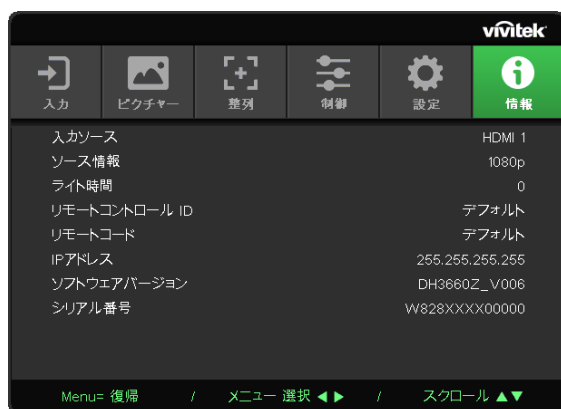 vivitek
入力 ピクチャー 整列 制御 設定 情報
入力ソース HDMI 1
ソース情報 1080p
ライト時間 0
リモートコントロール ID デフォルト
リモートコード デフォルト
IPアドレス 255.255.255.255
ソフトウェアバージョン DH3660Z_V006
シリアル番号 W828XXXX00000
Menu= 復帰 / メニュー 選択 ◀ ▶ / スクロール ▲▼